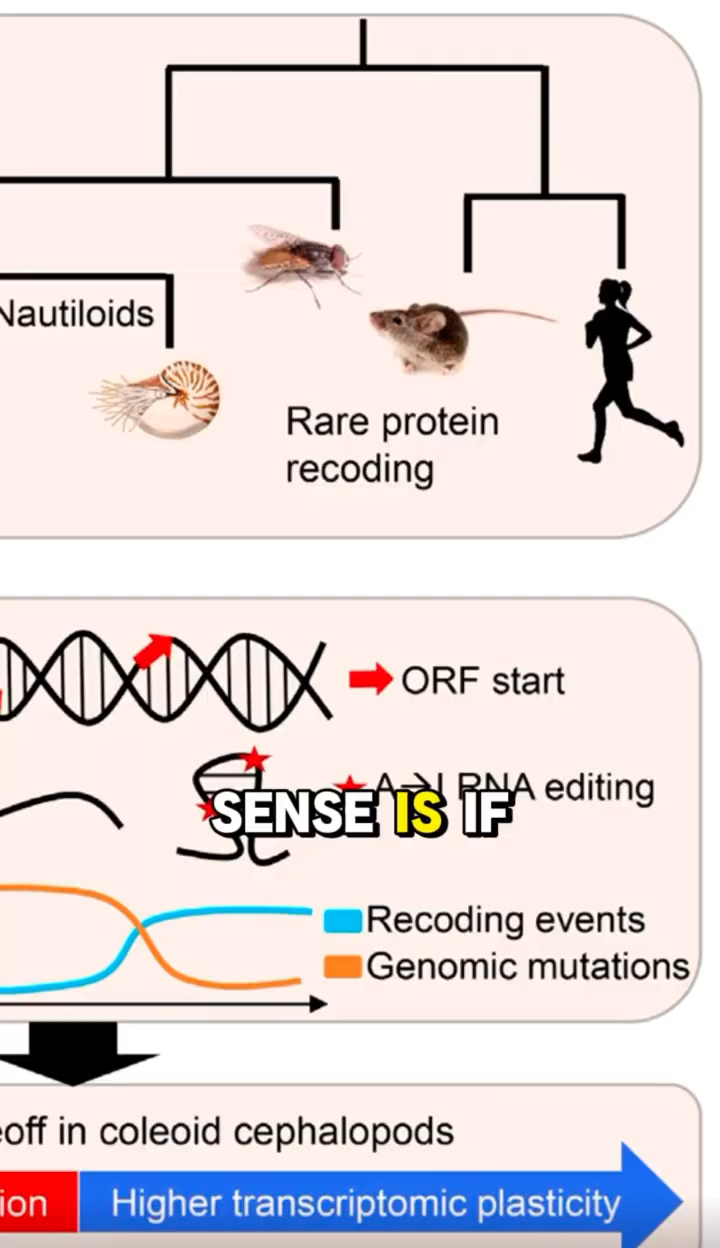 Nautiloids
Rare protein
recoding
ORF start
A→I RNA editing
SENSE IS IF
Recoding events
Genomic mutations
eoff in coleoid cephalopods
ion
Higher transcriptomic plasticity